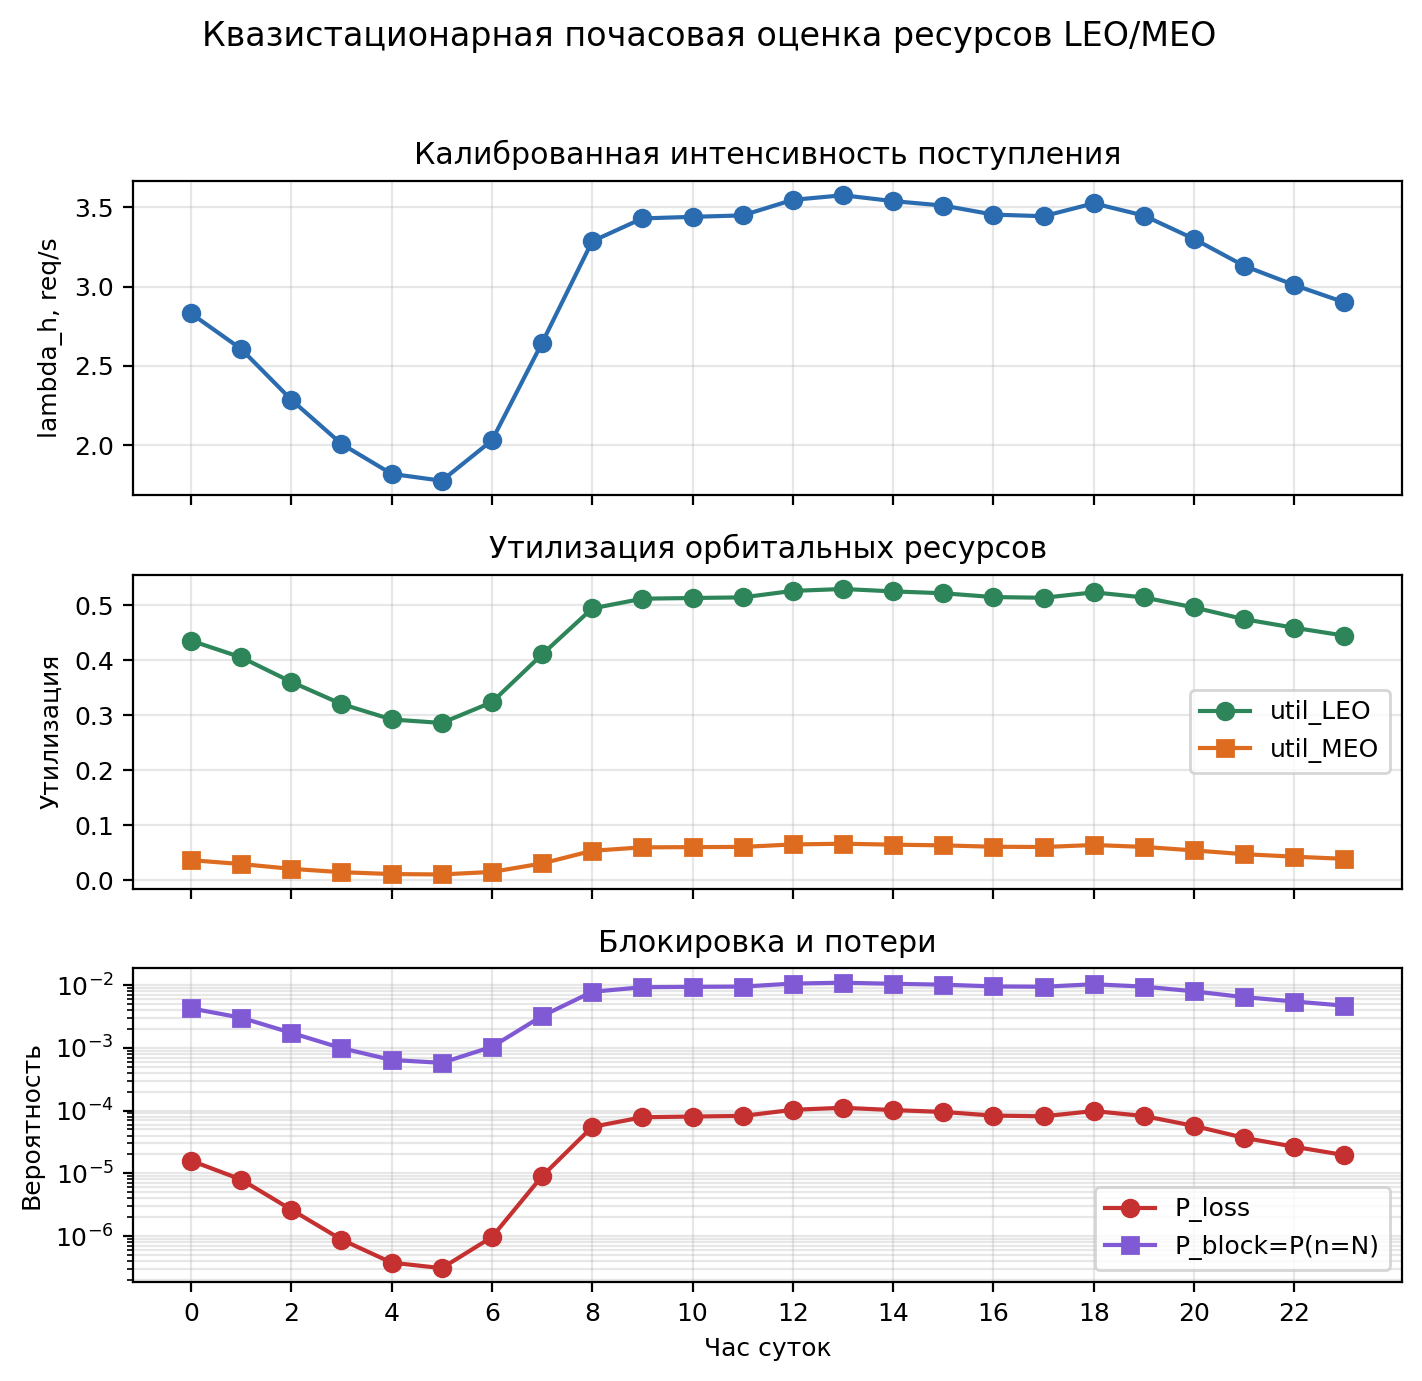 Квазистационарная почасовая оценка ресурсов LEO/MEO
Калиброванная интенсивность поступления
lambda_h, req/s
3.5
3.0
2.5
2.0
Утилизация орбитальных ресурсов
Утилизация
0.5
0.4
0.3
0.2
0.1
0.0
util_LEO
util_MEO
Блокировка и потери
Вероятность
10⁻²
10⁻³
10⁻⁴
10⁻⁵
10⁻⁶
P_loss
P_block=P(n=N)
0 2 4 6 8 10 12 14 16 18 20 22
Час суток